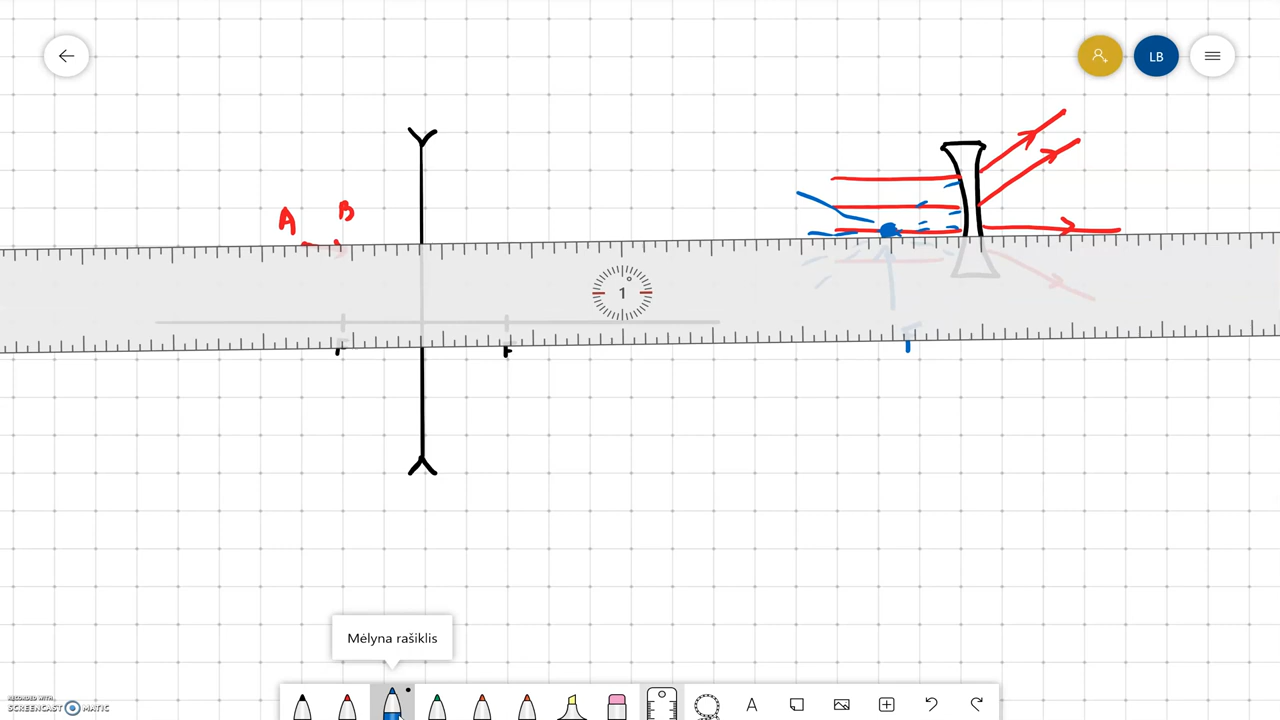 LB
A B
1°
F F
F
Mėlyna rašiklis
A
RECORDED WITH
SCREENCAST MATIC